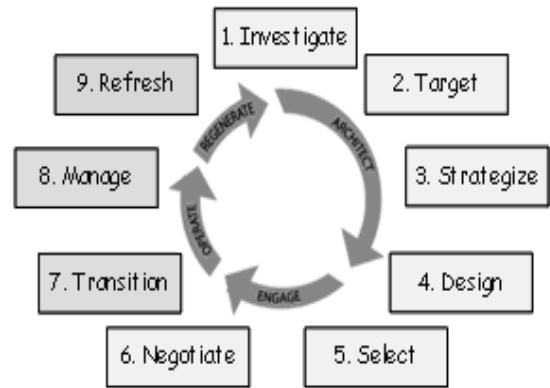 1. Investigate
2. Target
3. Strategize
4. Design
5. Select
6. Negotiate
7. Transition
8. Manage
9. Refresh
ARCHITECT
ENGAGE
OPERATE
REGENERATE